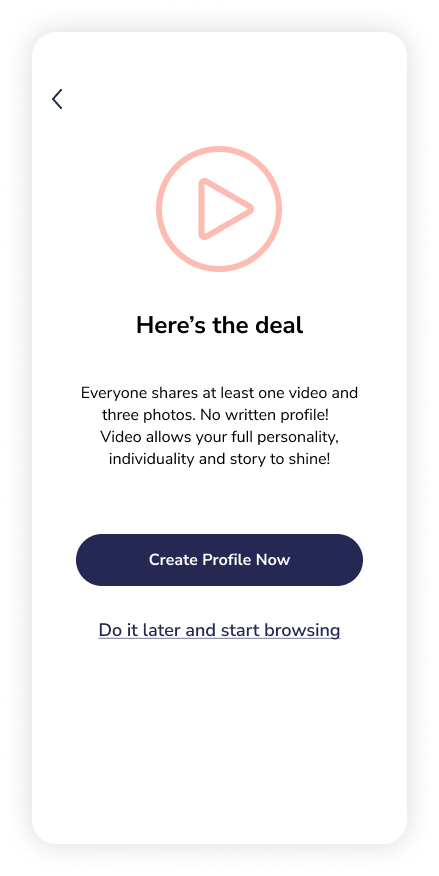 Here’s the deal
Everyone shares at least one video and
three photos. No written profile!
Video allows your full personality,
individuality and story to shine!
Create Profile Now
Do it later and start browsing